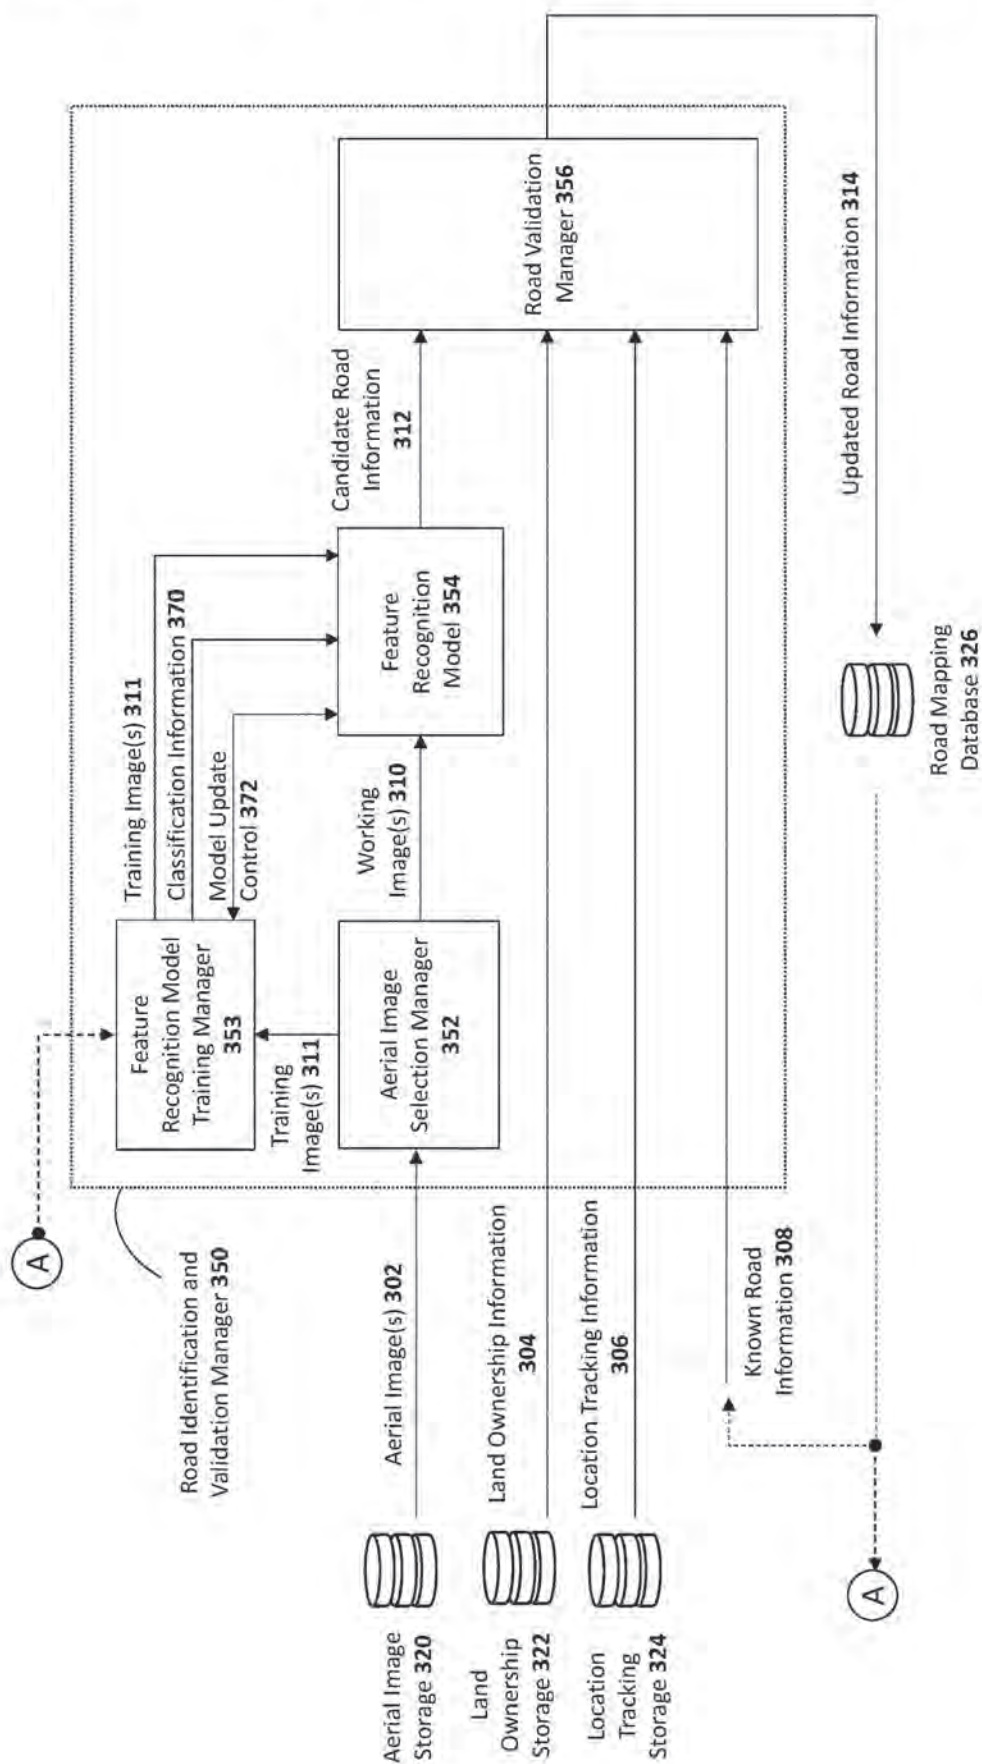 A
Road Identification and
Validation Manager 350
Feature
Recognition Model
Training Manager
353
Training Image(s) 311
Classification Information 370
Model Update
Control 372
Training
Image(s) 311
Aerial Image
Storage 320
Aerial Image(s) 302
Aerial Image
Selection Manager
352
Working
Image(s) 310
Feature
Recognition
Model 354
Candidate Road
Information
312
Road Validation
Manager 356
Land
Ownership
Storage 322
Land Ownership Information
304
Location
Tracking
Storage 324
Location Tracking Information
306
Known Road
Information 308
Updated Road Information 314
A
Road Mapping
Database 326